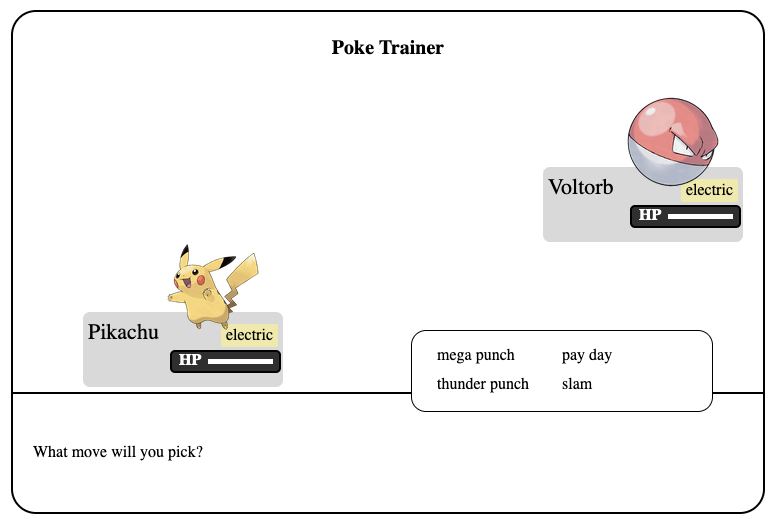 Poke Trainer
Voltorb
electric
HP
Pikachu
electric
HP
mega punch pay day
thunder punch slam
What move will you pick?